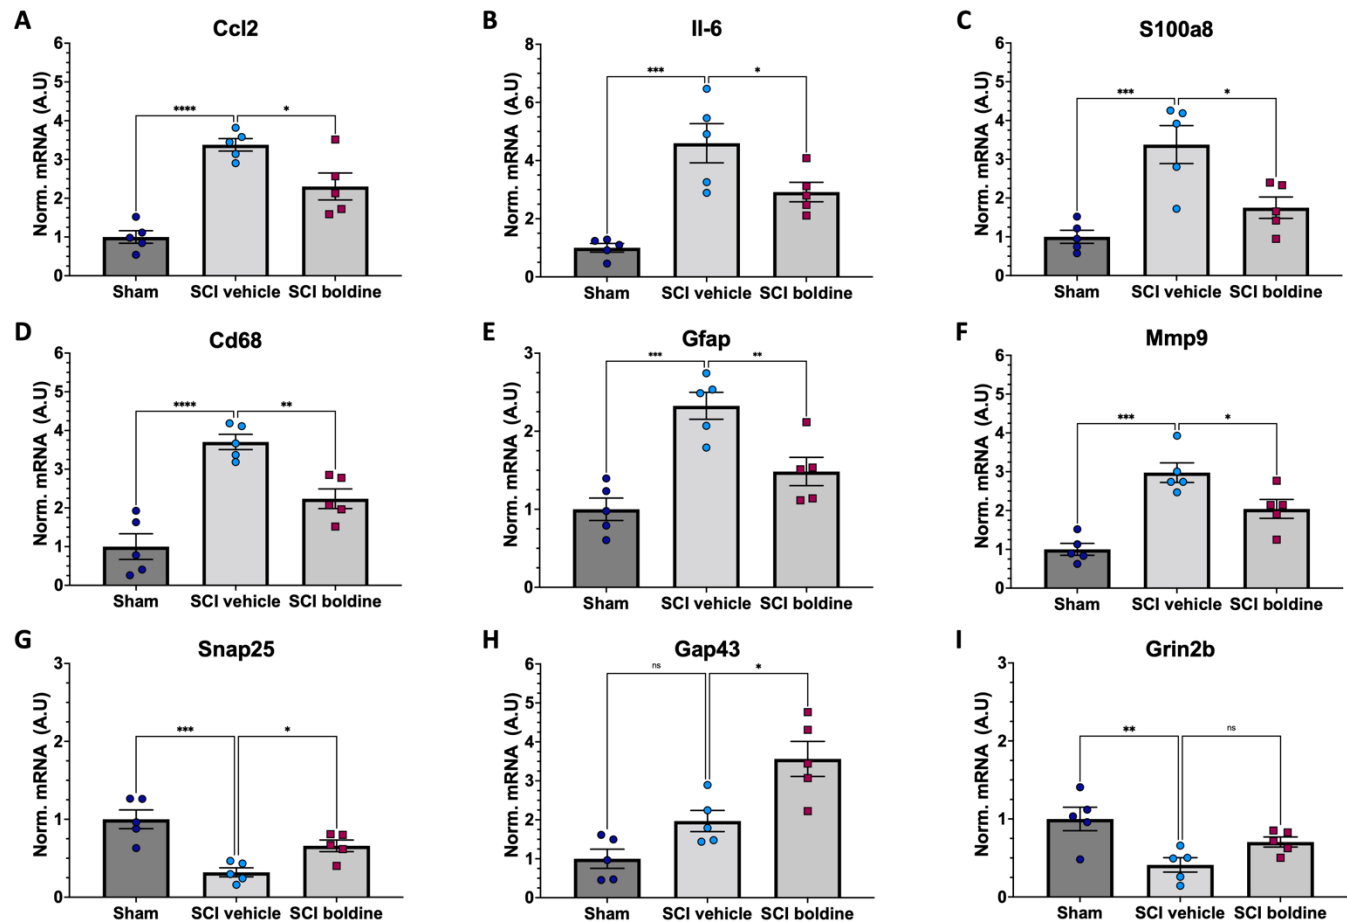 A
Ccl2
Norm. mRNA (A.U)
6
5
4
3
2
1
0
****
*
Sham
SCI vehicle
SCI boldine
B
Il-6
Norm. mRNA (A.U)
8
6
4
2
0
***
*
Sham
SCI vehicle
SCI boldine
C
S100a8
Norm. mRNA (A.U)
6
5
4
3
2
1
0
***
*
Sham
SCI vehicle
SCI boldine
D
Cd68
Norm. mRNA (A.U)
6
5
4
3
2
1
0
****
**
Sham
SCI vehicle
SCI boldine
E
Gfap
Norm. mRNA (A.U)
3
2
1
0
***
**
Sham
SCI vehicle
SCI boldine
F
Mmp9
Norm. mRNA (A.U)
6
5
4
3
2
1
0
***
*
Sham
SCI vehicle
SCI boldine
G
Snap25
Norm. mRNA (A.U)
3
2
1
0
***
*
Sham
SCI vehicle
SCI boldine
H
Gap43
Norm. mRNA (A.U)
6
5
4
3
2
1
0
ns
*
Sham
SCI vehicle
SCI boldine
I
Grin2b
Norm. mRNA (A.U)
3
2
1
0
**
ns
Sham
SCI vehicle
SCI boldine